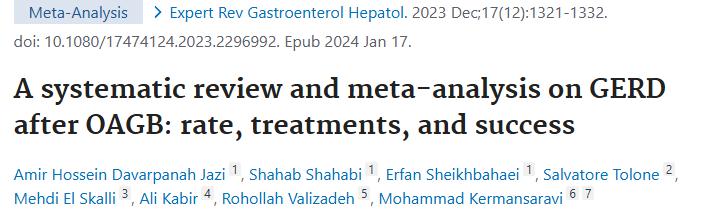 Meta-Analysis > Expert Rev Gastroenterol Hepatol. 2023 Dec;17(12):1321-1332.
doi: 10.1080/17474124.2023.2296992. Epub 2024 Jan 17.
A systematic review and meta-analysis on GERD
after OAGB: rate, treatments, and success
Amir Hossein Davarpanah Jazi 1, Shahab Shahabi 1, Erfan Sheikhbahaei 1, Salvatore Tolone 2,
Mehdi El Skalli 3, Ali Kabir 4, Rohollah Valizadeh 5, Mohammad Kermansaravi 6 7